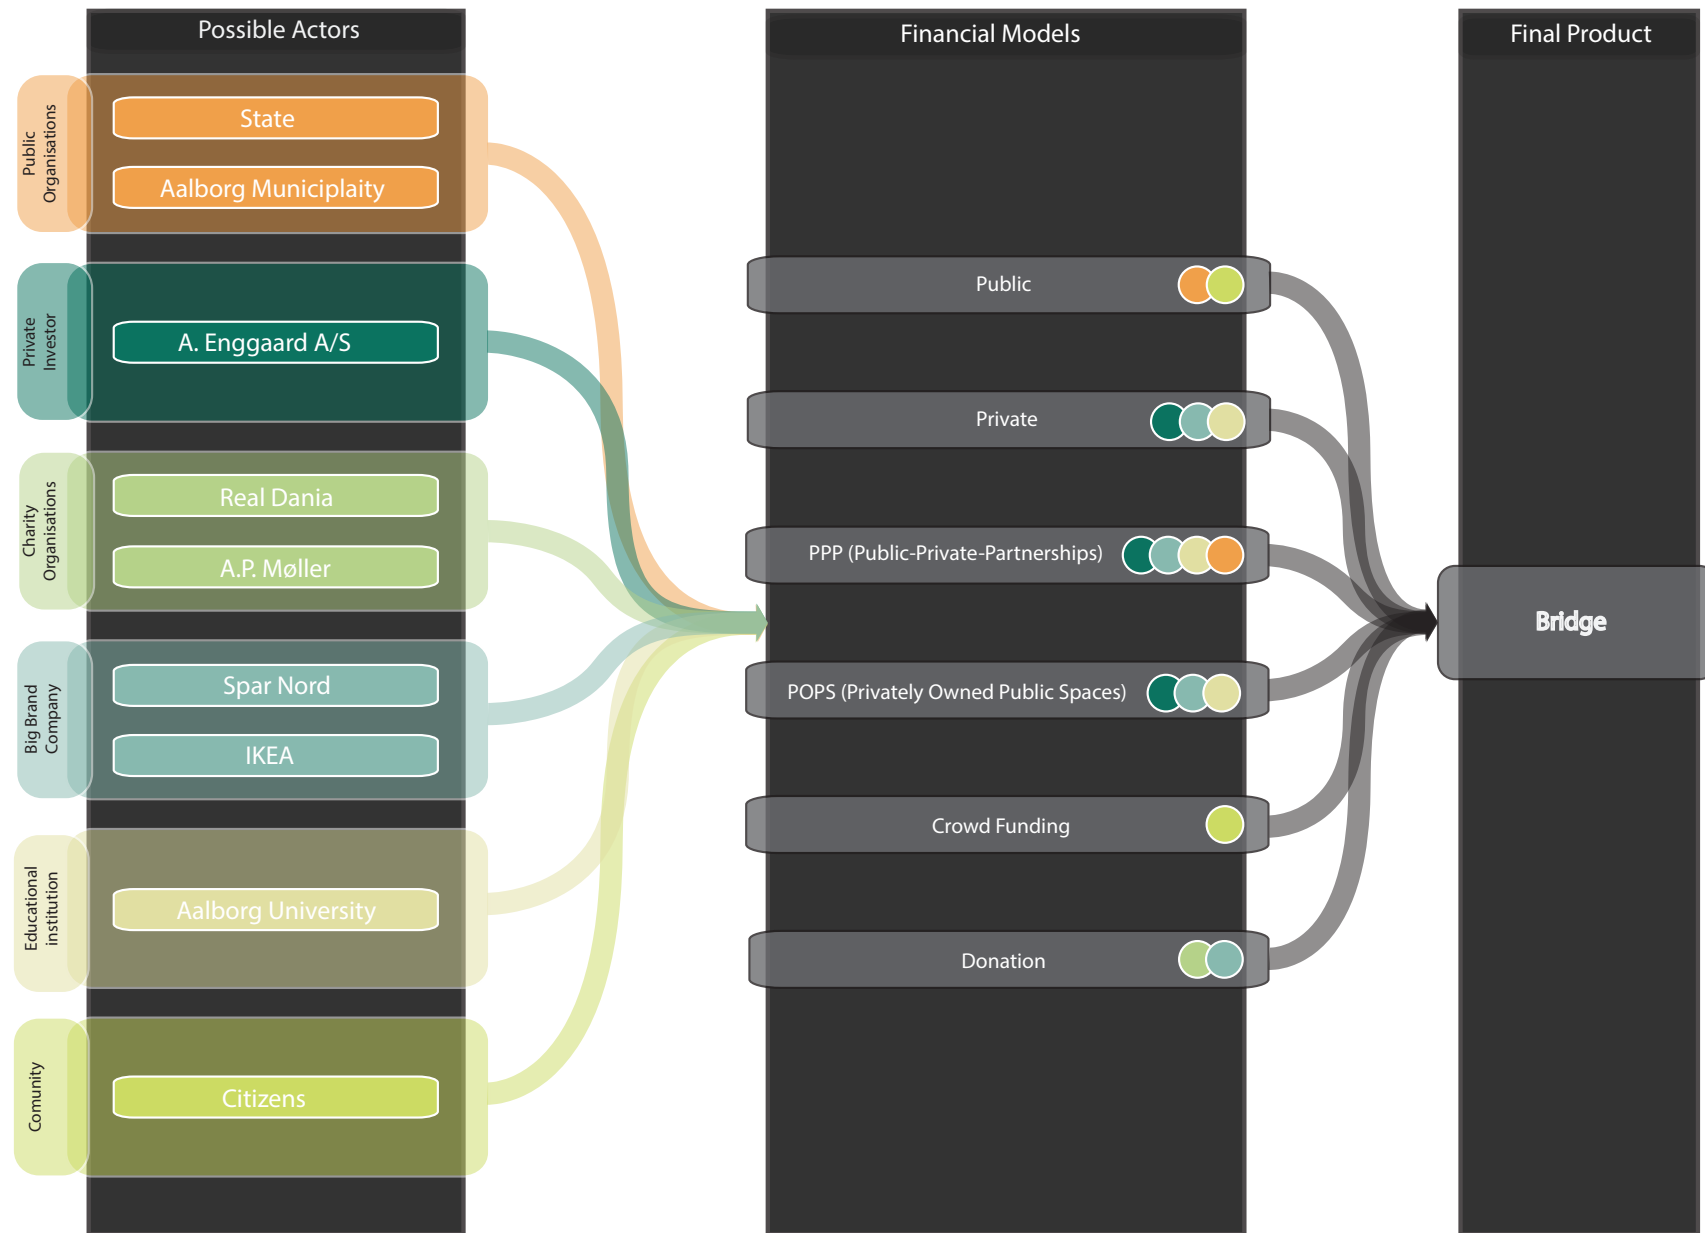 Possible Actors
Public
Organisations
State
Aalborg Municiplaity
Private
Investor
A. Enggaard A/S
Charity
Organisations
Real Dania
A.P. Møller
Big Brand
Company
Spar Nord
IKEA
Educational
institution
Aalborg University
Comunity
Citizens
Financial Models
Public
Private
PPP (Public-Private-Partnerships)
POPS (Privately Owned Public Spaces)
Crowd Funding
Donation
Final Product
Bridge